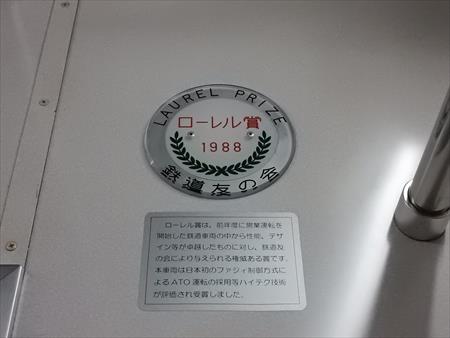 LAUREL PRIZE
ローレル賞
1988
鉄道友の会
ローレル賞は、前年度に営業運転を
開始した鉄道車両の中から性能、デザ
イン等が卓越したものに対し、鉄道友
の会により与えられる権威ある賞です。
本車両は日本初のファジィ制御方式に
よるATO運転の採用等ハイテク技術
が評価され受賞しました。